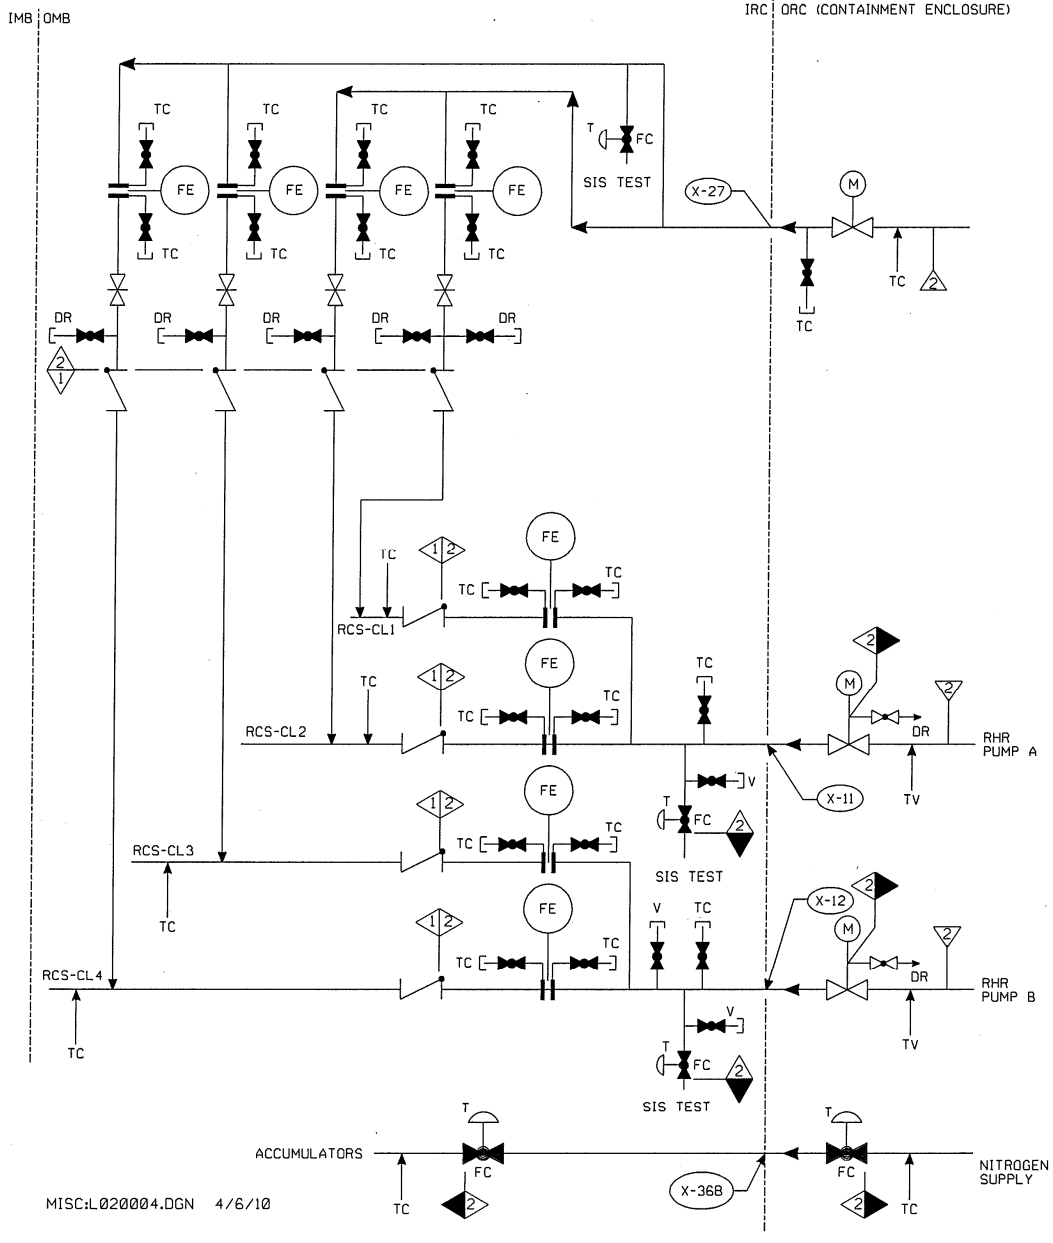 IMB OMB
IRC ORC (CONTAINMENT ENCLOSURE)
TC TC TC TC
T FC
SIS TEST
FE FE FE FE
X-27
M
TC TC TC TC
TC 2
TC
DR DR DR DR DR
2
1
FE
1 2
TC
TC TC
RCS-CL1
FE
1 2
TC
TC TC
TC
2
M
2
RCS-CL2
DR
RHR
PUMP A
FE
1 2
V
X-11
TV
T FC 2
RCS-CL3
TC TC
SIS TEST
TC
FE
1 2
V TC
X-12
2
M
2
TC TC
RCS-CL4
DR
RHR
PUMP B
V
TC
T FC 2
TV
SIS TEST
T
T
ACCUMULATORS
FC
FC
NITROGEN
SUPPLY
X-36B
TC 2
2 TC
MISC:L020004.DGN 4/6/10